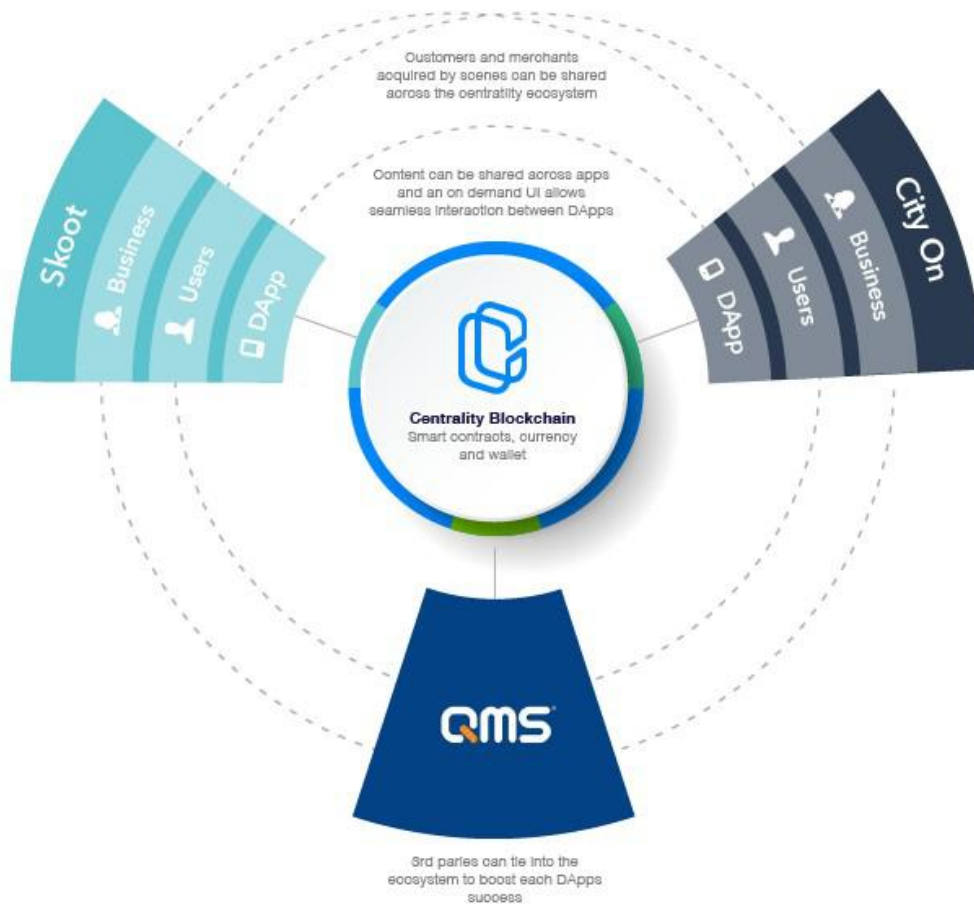 Customers and merchants
acquired by scenes can be shared
across the centratlity ecosystem
Content can be shared across apps
and an on demand UI allows
seamless interaction between DApps
Skoot
Business
Users
DApp
City On
Business
Users
DApp
Centrality Blockchain
Smart contracts, currency
and wallet
QMS
3rd paries can tie into the
ecosystem to boost each DApps
success